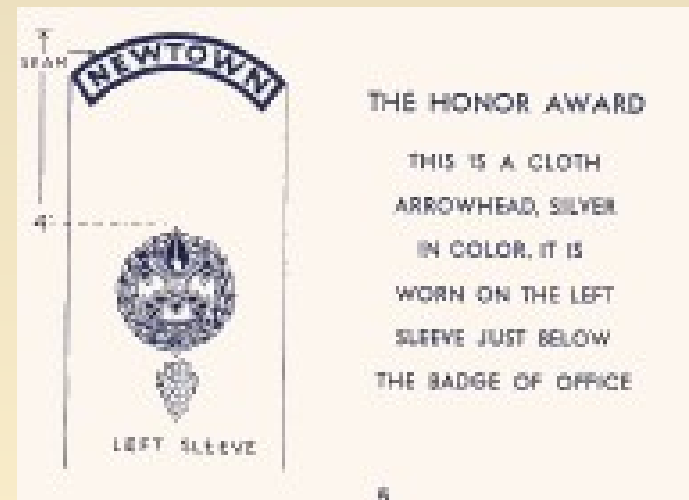 SEAM
NEWTOWN
4"
LEFT SLEEVE
THE HONOR AWARD
THIS IS A CLOTH
ARROWHEAD, SILVER
IN COLOR. IT IS
WORN ON THE LEFT
SLEEVE JUST BELOW
THE BADGE OF OFFICE